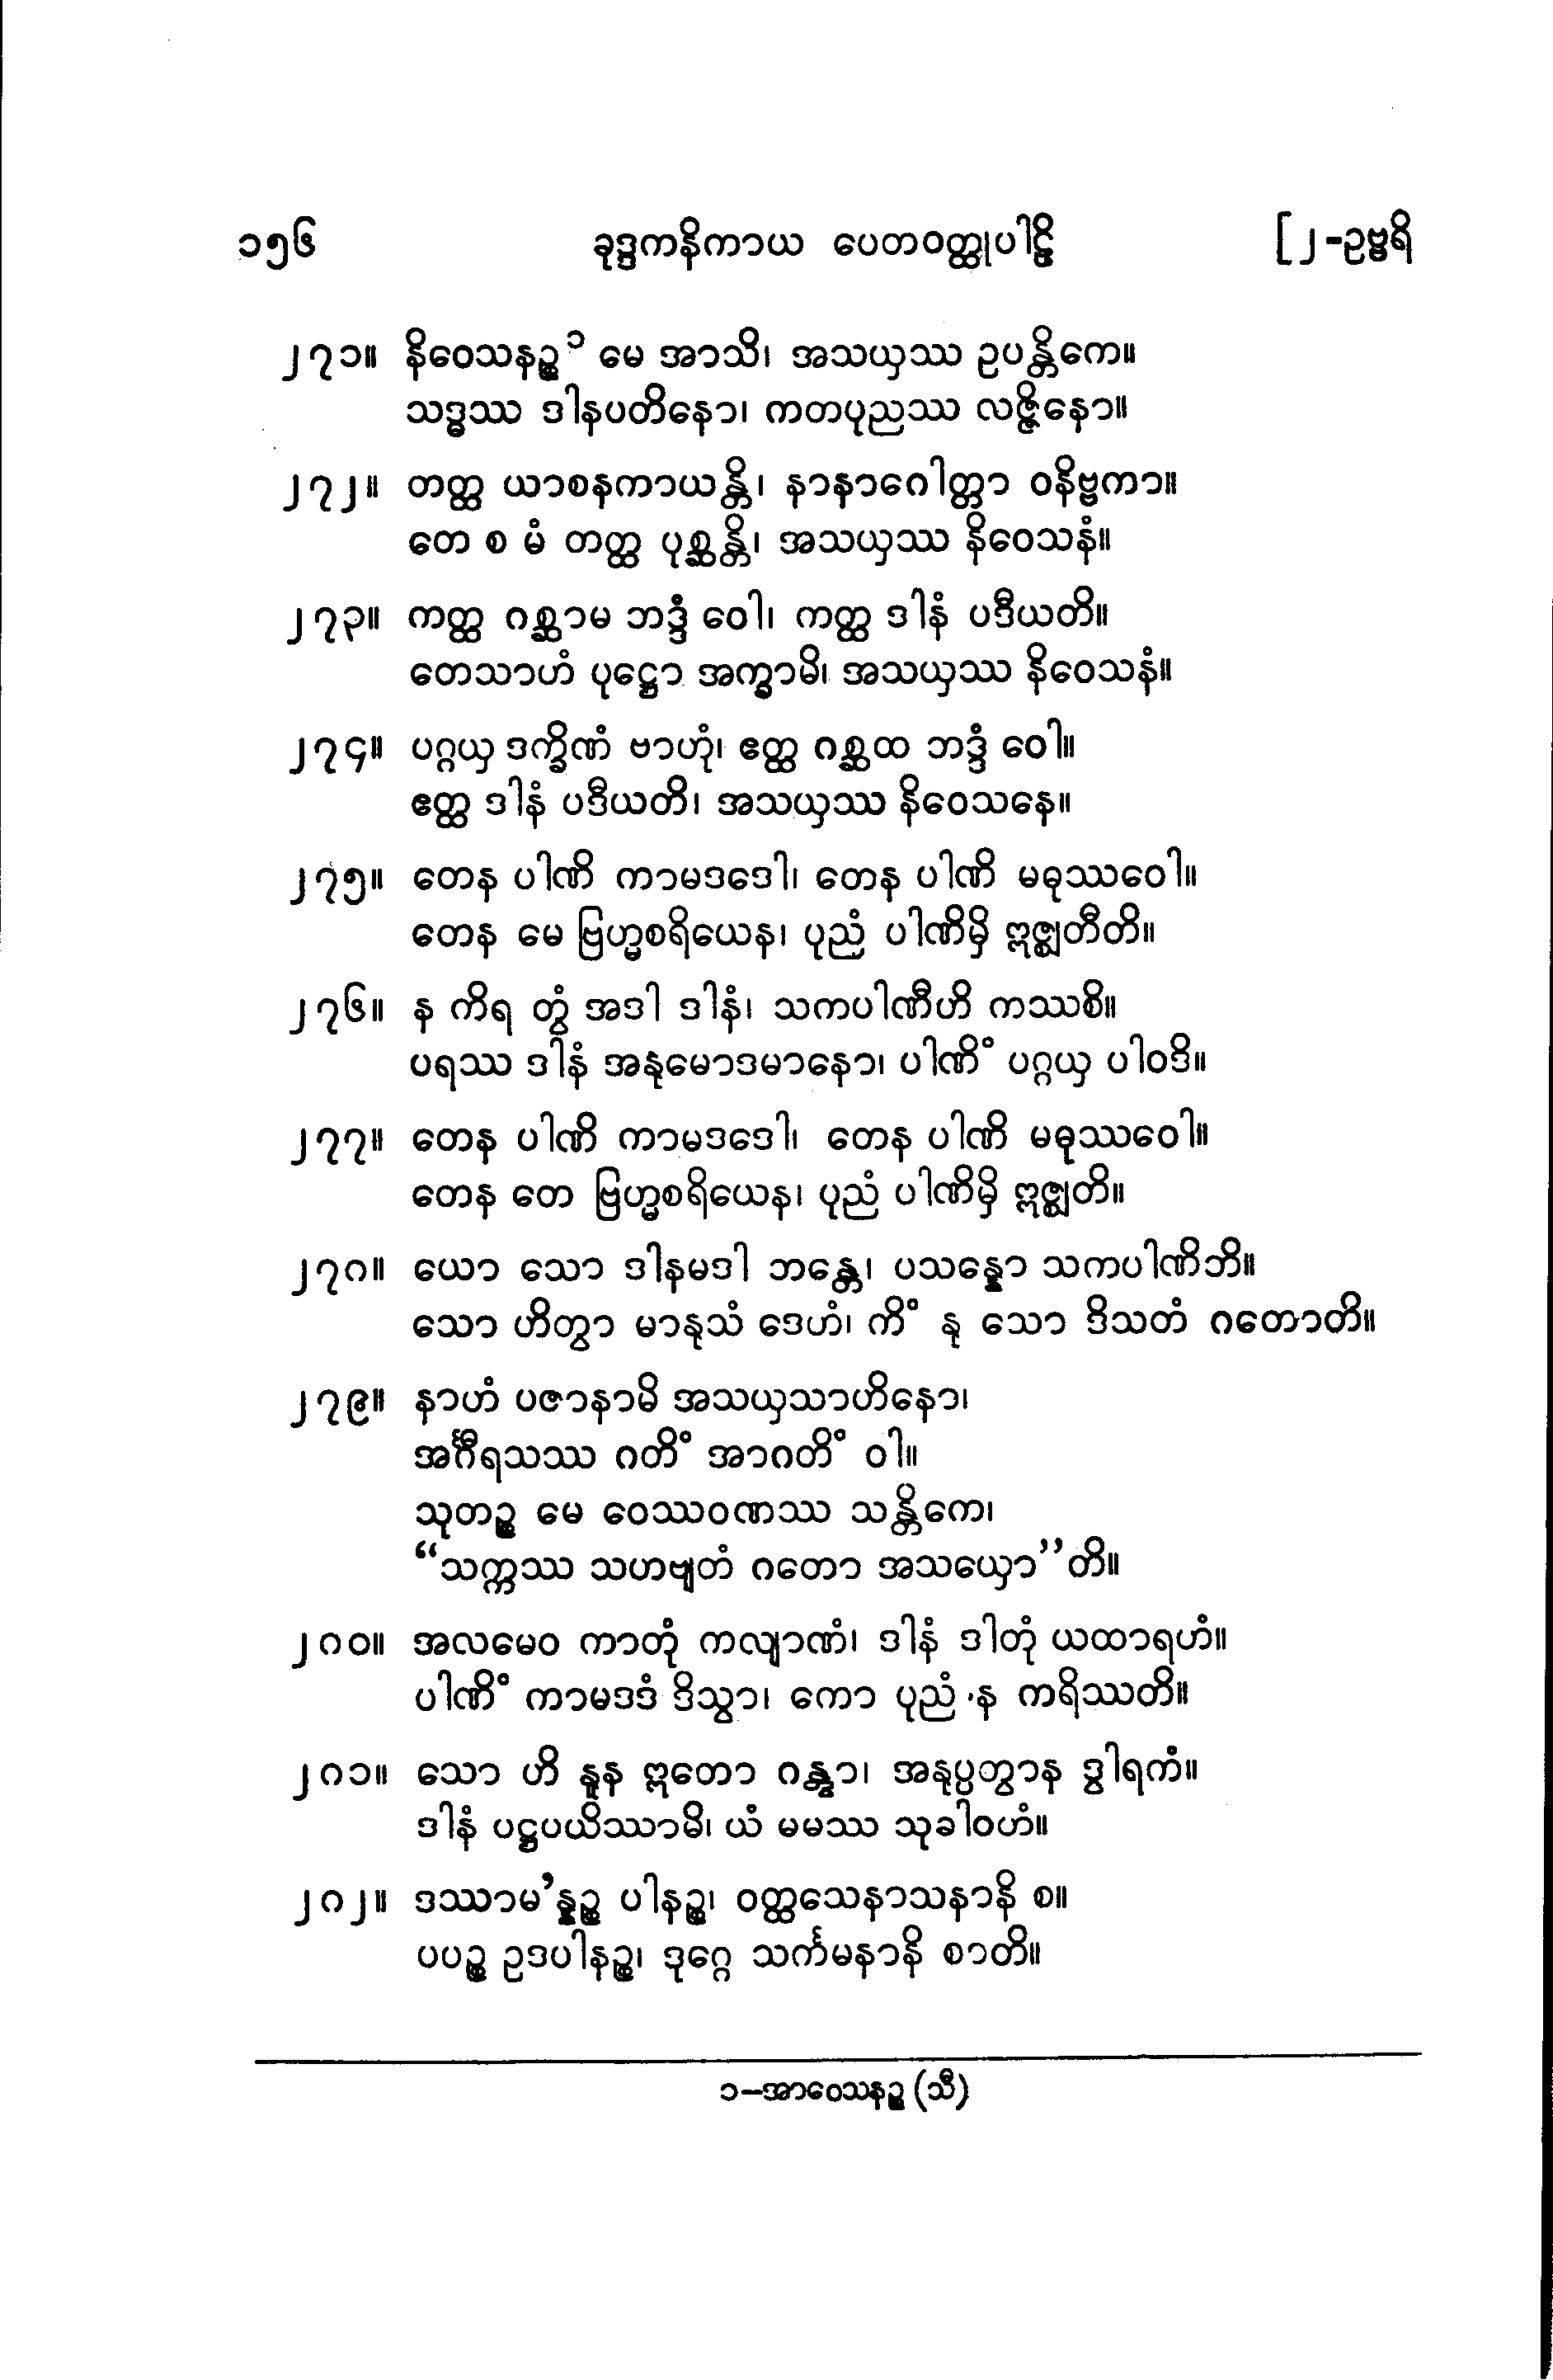 ၁၅၆ ခုဒ္ဒကနိကာယ ပေတဝတ္ထုပါဠိ [၂-ဥဗ္ဗရိ
၂၇၁။ နိဝေသနဉ္စ၁ မေ အာသိ၊ အသယှဿ ဥပန္တိကေ။
သဒ္ဓဿ ဒါနပတိနော၊ ကတပုညဿ လဇ္ဇိနော။
၂၇၂။ တတ္ထ ယာစနကာယန္တိ၊ နာနာဂေါတ္တာ ဝနိဗ္ဗကာ။
တေ စ မံ တတ္ထ ပုစ္ဆန္တိ၊ အသယှဿ နိဝေသနံ။
၂၇၃။ ကတ္ထ ဂစ္ဆာမ ဘဒ္ဒံ ဝေါ၊ ကတ္ထ ဒါနံ ပဒီယတိ။
တေသာဟံ ပုဋ္ဌော အက္ခာမိ၊ အသယှဿ နိဝေသနံ။
၂၇၄။ ပဂ္ဂယှ ဒက္ခိဏံ ဗာဟုံ၊ ဧတ္ထ ဂစ္ဆထ ဘဒ္ဒံ ဝေါ။
ဧတ္ထ ဒါနံ ပဒီယတိ၊ အသယှဿ နိဝေသနေ။
၂၇၅။ တေန ပါဏိ ကာမဒဒေါ၊ တေန ပါဏိ မဓုဿဝေါ။
တေန မေ ဗြဟ္မစရိယေန၊ ပုညံ ပါဏိမှိ ဣဇ္ဈတီတိ။
၂၇၆။ န ကိရ တွံ အဒါ ဒါနံ၊ သကပါဏီဟိ ကဿစိ။
ပရဿ ဒါနံ အနုမောဒမာနော၊ ပါဏိံ ပဂ္ဂယှ ပါဝဒိ။
၂၇၇။ တေန ပါဏိ ကာမဒဒေါ၊ တေန ပါဏိ မဓုဿဝေါ။
တေန တေ ဗြဟ္မစရိယေန၊ ပုညံ ပါဏိမှိ ဣဇ္ဈတိ။
၂၇၈။ ယော သော ဒါနမဒါ ဘန္တေ၊ ပသန္နော သကပါဏိဘိ။
သော ဟိတွာ မာနုသံ ဒေဟံ၊ ကိံ နု သော ဒိသတံ ဂတောတိ။
၂၇၉။ နာဟံ ပဇာနာမိ အသယှသာဟိနော၊
အင်္ဂီရသဿ ဂတိံ အာဂတိံ ဝါ။
သုတဉ္စ မေ ဝေဿဝဏဿ သန္တိကေ၊
“သက္ကဿ သဟဗျတံ ဂတော အသယှော”တိ။
၂၈၀။ အလမေဝ ကာတုံ ကလျာဏံ၊ ဒါနံ ဒါတုံ ယထာရဟံ။
ပါဏိံ ကာမဒဒံ ဒိသွာ၊ ကော ပုညံ န ကရိဿတိ။
၂၈၁။ သော ဟိ နူန ဣတော ဂန္တွာ၊ အနုပ္ပတွာန ဒွါရကံ။
ဒါနံ ပဋ္ဌပယိဿာမိ၊ ယံ မမဿ သုခါဝဟံ။
၂၈၂။ ဒဿာမ’န္နဉ္စ ပါနဉ္စ၊ ဝတ္ထသေနာသနာနိ စ။
ပပဉ္စ ဥဒပါနဉ္စ၊ ဒုဂ္ဂေ သင်္ကမနာနိ စာတိ။
၁–အာဝေသနဉ္စ (သီ)